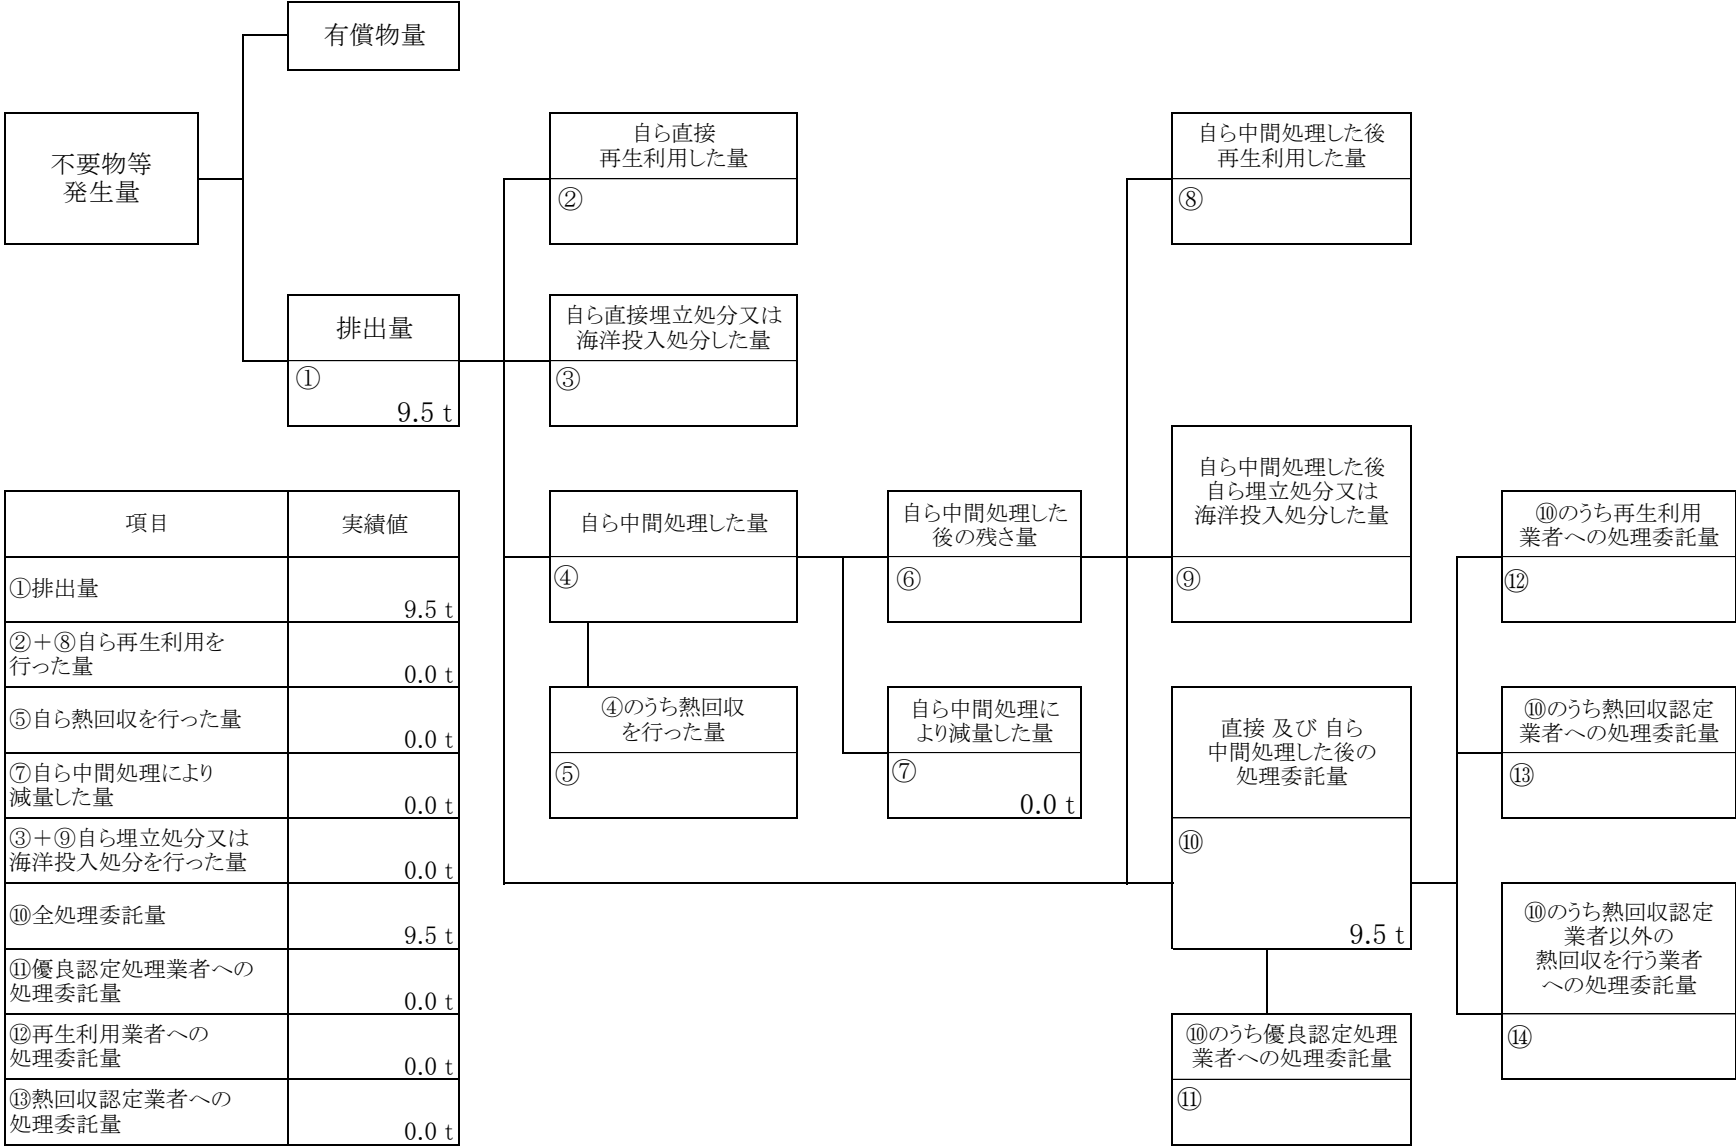 有償物量
不要物等
発生量
自ら直接
再生利用した量
②
自ら中間処理した後
再生利用した量
⑧
排出量
①
9.5 t
自ら直接埋立処分又は
海洋投入処分した量
③
自ら中間処理した量
④
自ら中間処理した
後の残さ量
⑥
自ら中間処理した後
自ら埋立処分又は
海洋投入処分した量
⑨
⑩のうち再生利用
業者への処理委託量
⑫
④のうち熱回収
を行った量
⑤
自ら中間処理に
より減量した量
⑦
0.0 t
直接 及び 自ら
中間処理した後の
処理委託量
⑩
9.5 t
⑩のうち熱回収認定
業者への処理委託量
⑬
⑩のうち熱回収認定
業者以外の
熱回収を行う業者
への処理委託量
⑭
⑩のうち優良認定処理
業者への処理委託量
⑪
項目
実績値
①排出量
9.5 t
②＋⑧自ら再生利用を
行った量
0.0 t
⑤自ら熱回収を行った量
0.0 t
⑦自ら中間処理により
減量した量
0.0 t
③＋⑨自ら埋立処分又は
海洋投入処分を行った量
0.0 t
⑩全処理委託量
9.5 t
⑪優良認定処理業者への
処理委託量
0.0 t
⑫再生利用業者への
処理委託量
0.0 t
⑬熱回収認定業者への
処理委託量
0.0 t